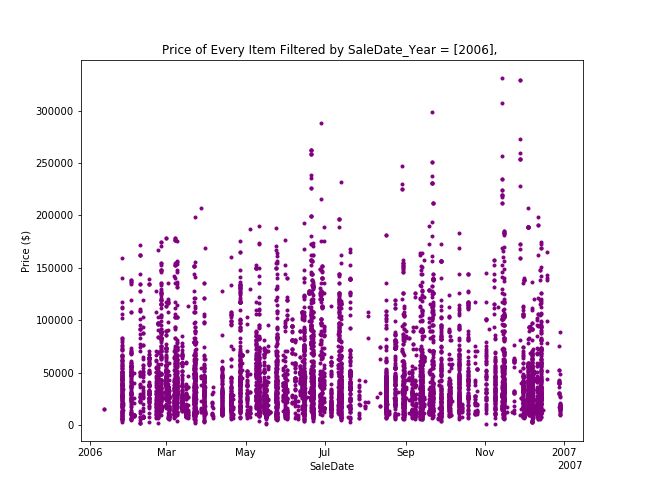 Price of Every Item Filtered by SaleDate_Year = [2006],
300000
250000
200000
150000
100000
50000
0
Price ($)
2006 Mar May Jul Sep Nov 2007
SaleDate 2007